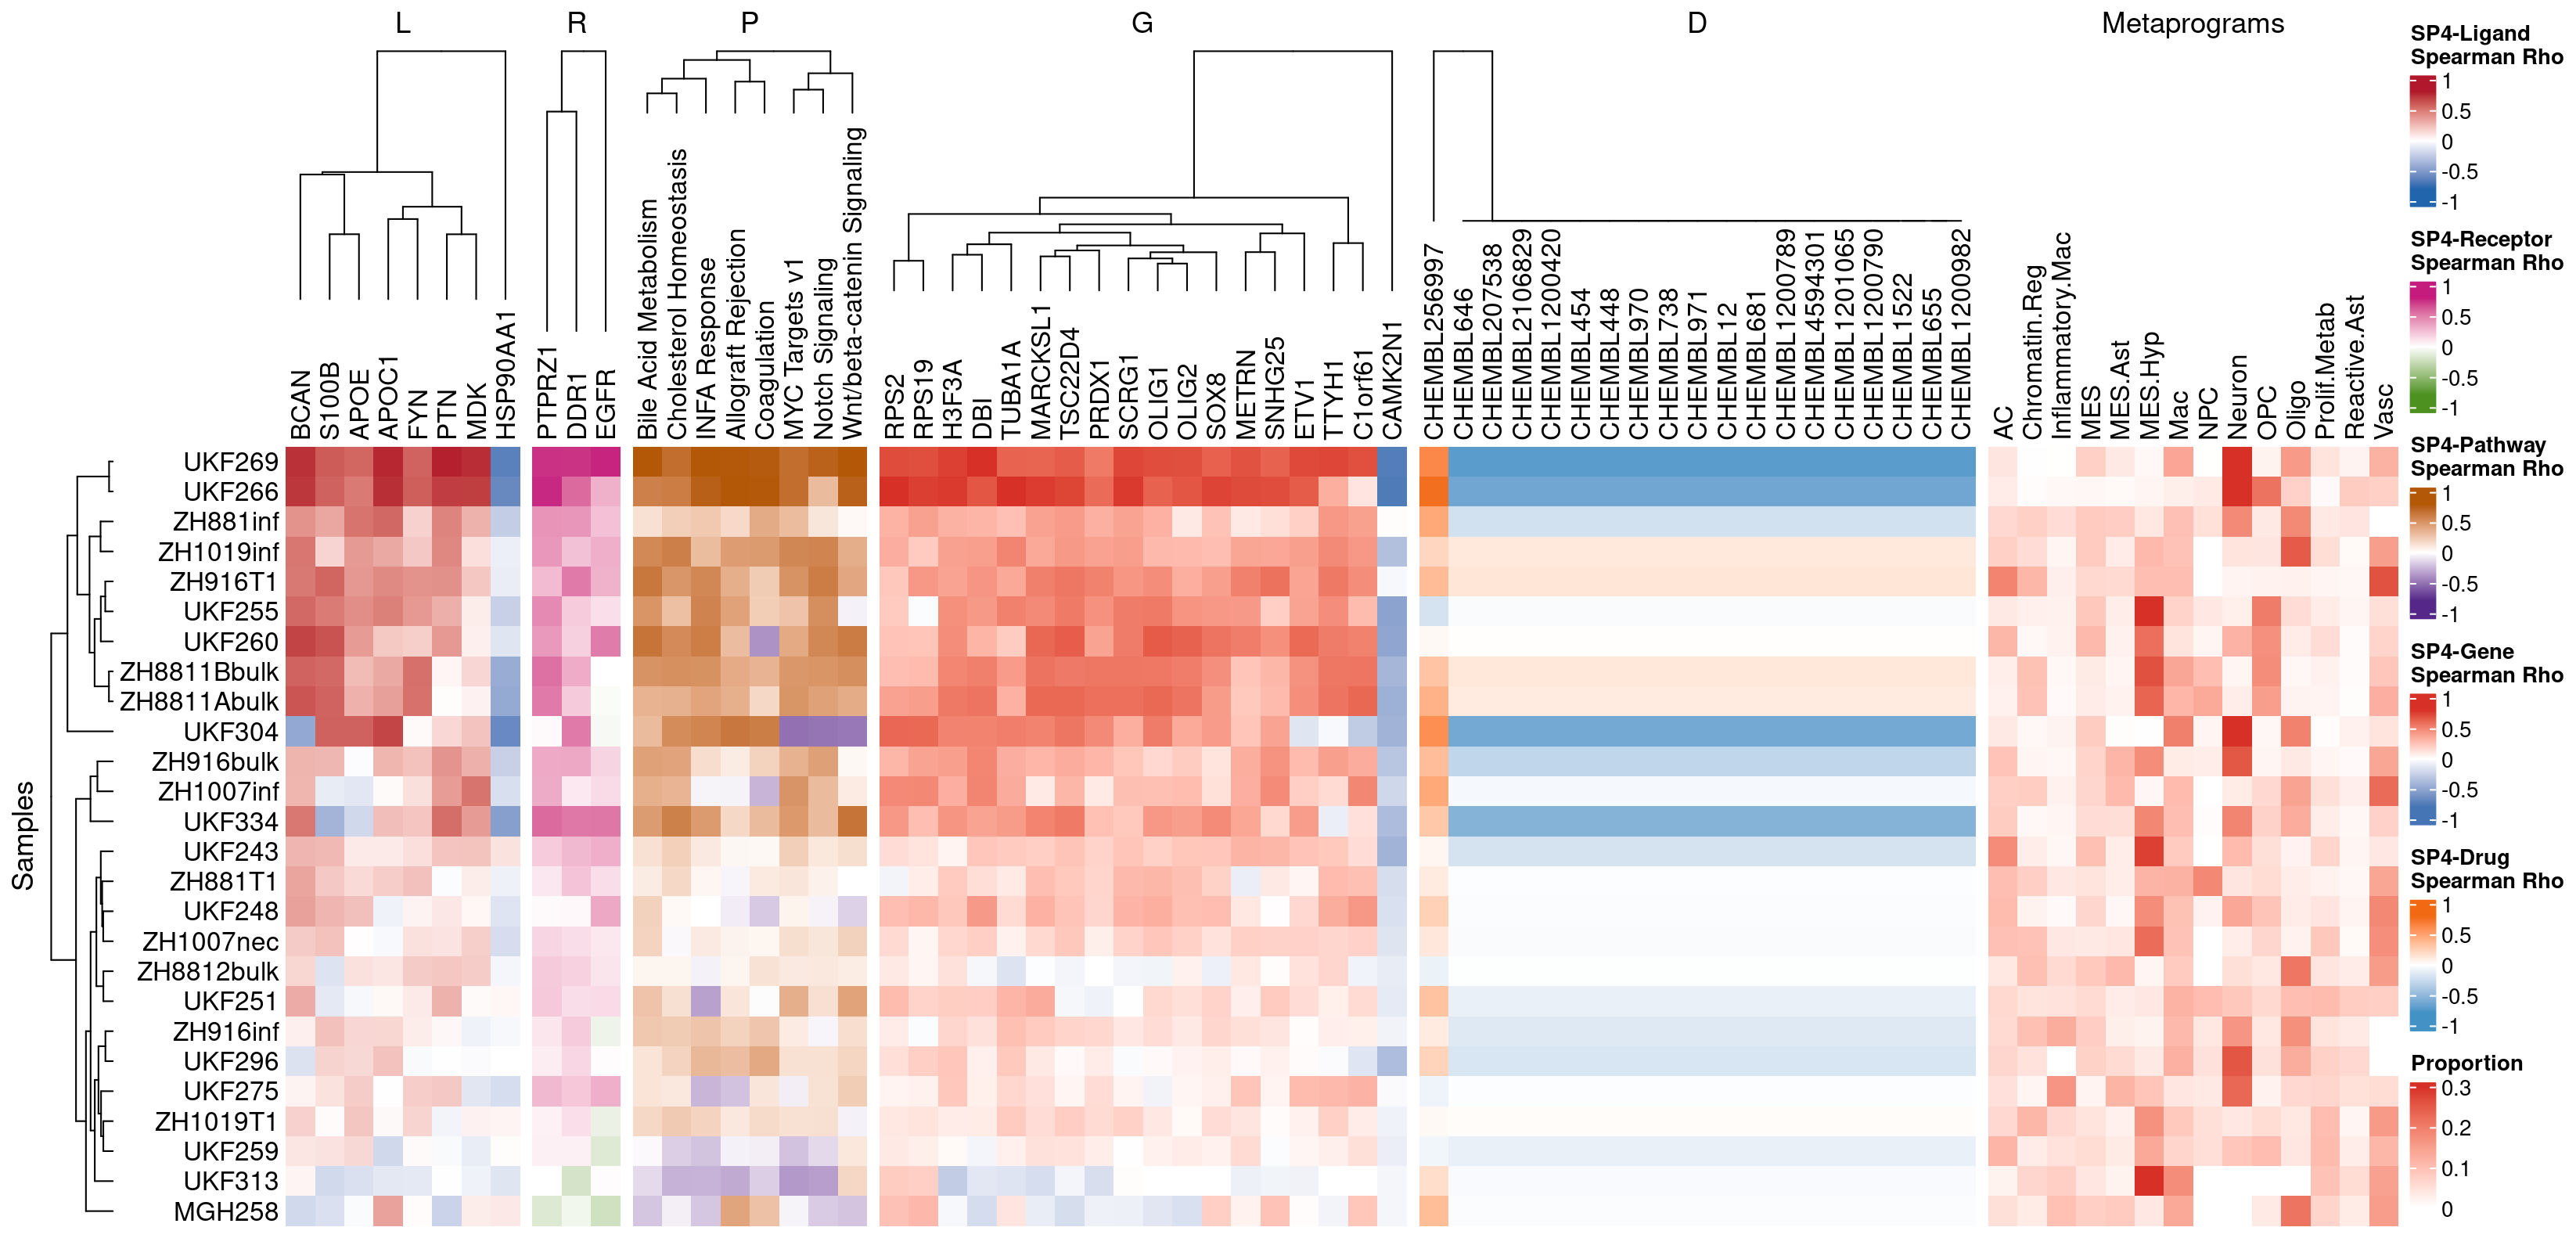 L
R
P
G
D
Metaprograms
BCAN
S100B
APOE
APOC1
FYN
PTN
MDK
HSP90AA1
PTPRZ1
DDR1
EGFR
Bile Acid Metabolism
Cholesterol Homeostasis
INFA Response
Allograft Rejection
Coagulation
MYC Targets v1
Notch Signaling
Wnt/beta-catenin Signaling
RPS2
RPS19
H3F3A
DBI
TUBA1A
MARCKSL1
TSC22D4
PRDX1
SCRG1
OLIG1
OLIG2
SOX8
METRN
SNHG25
ETV1
TTYH1
C1orf61
CAMK2N1
CHEMBL256997
CHEMBL646
CHEMBL207538
CHEMBL2106829
CHEMBL1200420
CHEMBL454
CHEMBL448
CHEMBL970
CHEMBL738
CHEMBL971
CHEMBL12
CHEMBL681
CHEMBL1200789
CHEMBL4594301
CHEMBL1201065
CHEMBL1200790
CHEMBL1522
CHEMBL655
CHEMBL1200982
AC
Chromatin.Reg
Inflammatory.Mac
MES
MES.Ast
MES.Hyp
Mac
NPC
Neuron
OPC
Oligo
Prolif.Metab
Reactive.Ast
Vasc
Samples
UKF269
UKF266
ZH881inf
ZH1019inf
ZH916T1
UKF255
UKF260
ZH8811Bbulk
ZH8811Abulk
UKF304
ZH916bulk
ZH1007inf
UKF334
UKF243
ZH881T1
UKF248
ZH1007nec
ZH8812bulk
UKF251
ZH916inf
UKF296
UKF275
ZH1019T1
UKF259
UKF313
MGH258
SP4-Ligand
Spearman Rho
1
0.5
0
-0.5
-1
SP4-Receptor
Spearman Rho
1
0.5
0
-0.5
-1
SP4-Pathway
Spearman Rho
1
0.5
0
-0.5
-1
SP4-Gene
Spearman Rho
1
0.5
0
-0.5
-1
SP4-Drug
Spearman Rho
1
0.5
0
-0.5
-1
Proportion
0.3
0.2
0.1
0